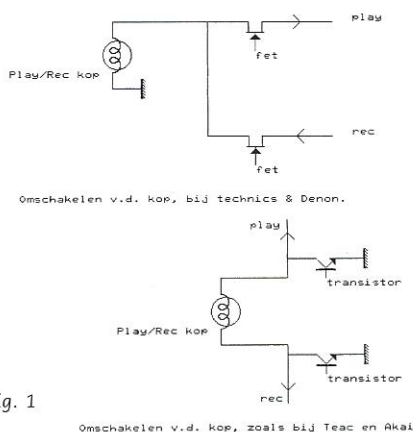 play
fet
Play/Rec kop
rec
fet
Omschakelen v.d. kop, bij technics & Denon.
play
transistor
Play/Rec kop
transistor
rec
g. 1
Omschakelen v.d. kop, zoals bij Teac en Akai